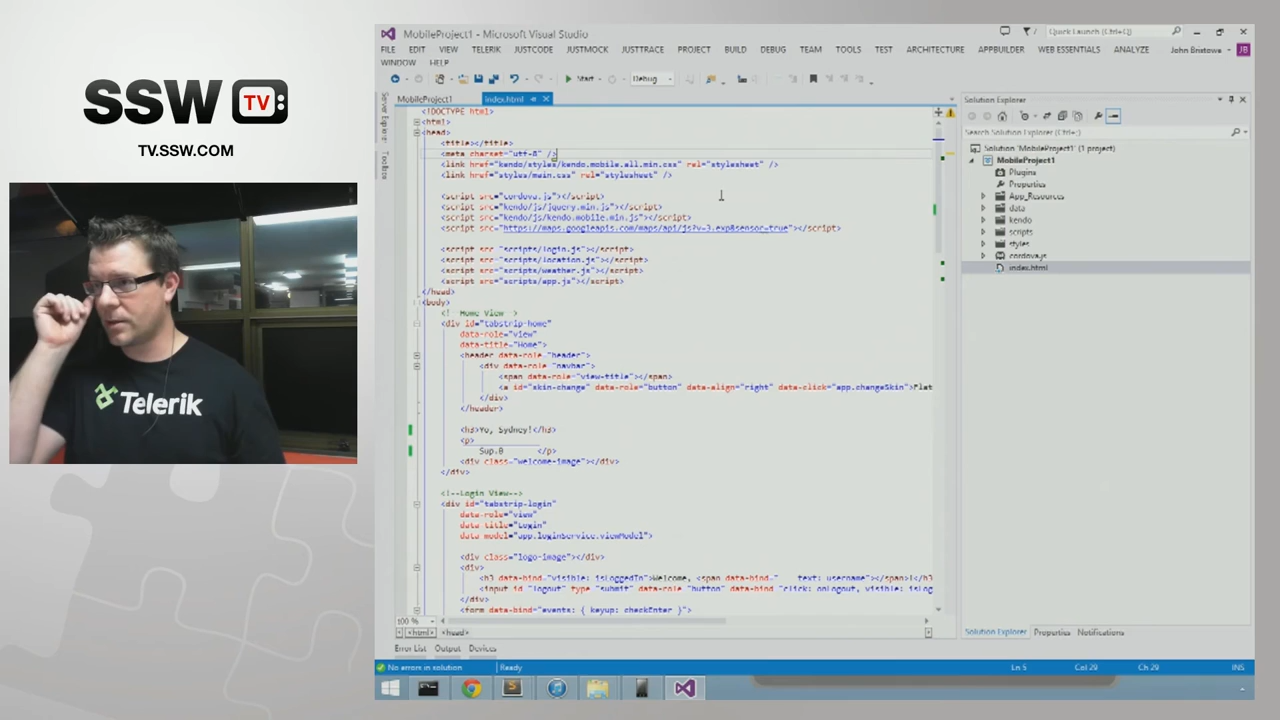 SSW TV:
TV.SSW.COM
Telerik
MobileProject1 - Microsoft Visual Studio
Quick Launch (Ctrl+Q)
FILE EDIT VIEW TELERIK JUSTCODE JUSTMOCK JUSTTRACE PROJECT BUILD DEBUG TEAM TOOLS TEST ARCHITECTURE APPBUILDER WEB ESSENTIALS ANALYZE John Bristowe JB
WINDOW HELP
Start Debug
Server Explorer
Toolbox
MobileProject1 index.html
<!DOCTYPE html>
<html>
<head>
<title></title>
<meta charset="utf-8" />
<link href="kendo/styles/kendo.mobile.all.min.css" rel="stylesheet" />
<link href="styles/main.css" rel="stylesheet" />
<script src="cordova.js"></script>
<script src="kendo/js/jquery.min.js"></script>
<script src="kendo/js/kendo.mobile.min.js"></script>
<script src="https://maps.googleapis.com/maps/api/js?v=3.exp&sensor=true"></script>
<script src="scripts/login.js"></script>
<script src="scripts/location.js"></script>
<script src="scripts/weather.js"></script>
<script src="scripts/app.js"></script>
</head>
<body>
<!--Home View-->
<div id="tabstrip-home"
data-role="view"
data-title="Home">
<header data-role="header">
<div data-role="navbar">
<span data-role="view-title"></span>
<a id="skin-change" data-role="button" data-align="right" data-click="app.changeSkin">Flat
</div>
</header>
<h3>Yo, Sydney!</h3>
<p>
Sup.0 </p>
<div class="welcome-image"></div>
</div>
<!--Login View-->
<div id="tabstrip-login"
data-role="view"
data-title="Login"
data-model="app.loginService.viewModel">
<div class="logo-image"></div>
<div>
<h3 data-bind="visible: isLoggedIn">Welcome, <span data-bind=" text: username"></span>!</h3
<input id="logout" type="submit" data-role="button" data-bind="click: onLogout, visible: isLog
</div>
<form data-bind="events: { keyup: checkEnter }">
100 %
<html> <head>
Error List Output Devices
No errors in solution Ready Ln 5 Col 29 Ch 29 INS
Solution Explorer
Search Solution Explorer (Ctrl+;)
Solution 'MobileProject1' (1 project)
MobileProject1
Plugins
Properties
App_Resources
data
kendo
scripts
styles
cordova.js
index.html
Solution Explorer Properties Notifications